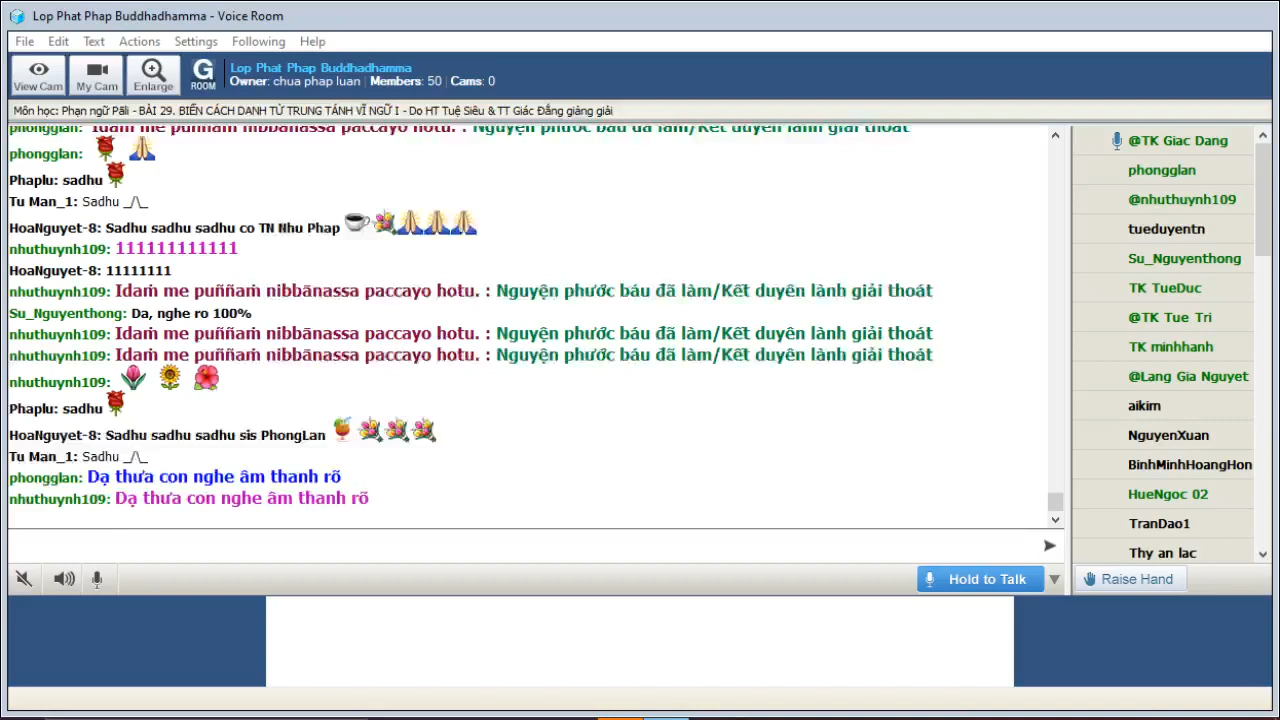 Lop Phat Phap Buddhadhamma - Voice Room
File Edit Text Actions Settings Following Help
View Cam My Cam Enlarge G ROOM
Lop Phat Phap Buddhadhamma
Owner: chua phap luan | Members: 50 | Cams: 0
Môn học: Phạn ngữ Pāli - BÀI 29. BIẾN CÁCH DANH TỪ TRUNG TÁNH VĨ NGỮ I - Do HT Tuệ Siêu & TT Giác Đẳng giảng giải
phongglan: Idaṁ me puññaṁ nibbānassa paccayo hotu. : Nguyện phước báu đã làm/Kết duyên lành giải thoát
phongglan:
Phaplu: sadhu
Tu Man_1: Sadhu _/\_
HoaNguyet-8: Sadhu sadhu sadhu co TN Nhu Phap
nhuthuynh109: 111111111111
HoaNguyet-8: 11111111
nhuthuynh109: Idaṁ me puññaṁ nibbānassa paccayo hotu. : Nguyện phước báu đã làm/Kết duyên lành giải thoát
Su_Nguyenthong: Da, nghe ro 100%
nhuthuynh109: Idaṁ me puññaṁ nibbānassa paccayo hotu. : Nguyện phước báu đã làm/Kết duyên lành giải thoát
nhuthuynh109: Idaṁ me puññaṁ nibbānassa paccayo hotu. : Nguyện phước báu đã làm/Kết duyên lành giải thoát
nhuthuynh109:
Phaplu: sadhu
HoaNguyet-8: Sadhu sadhu sadhu sis PhongLan
Tu Man_1: Sadhu _/\_
phongglan: Dạ thưa con nghe âm thanh rõ
nhuthuynh109: Dạ thưa con nghe âm thanh rõ
Hold to Talk
@TK Giac Dang
phongglan
@nhuthuynh109
tueduyentn
Su_Nguyenthong
TK TueDuc
@TK Tue Tri
TK minhhanh
@Lang Gia Nguyet
aikim
NguyenXuan
BinhMinhHoangHon
HueNgoc 02
TranDao1
Thy an lac
Raise Hand